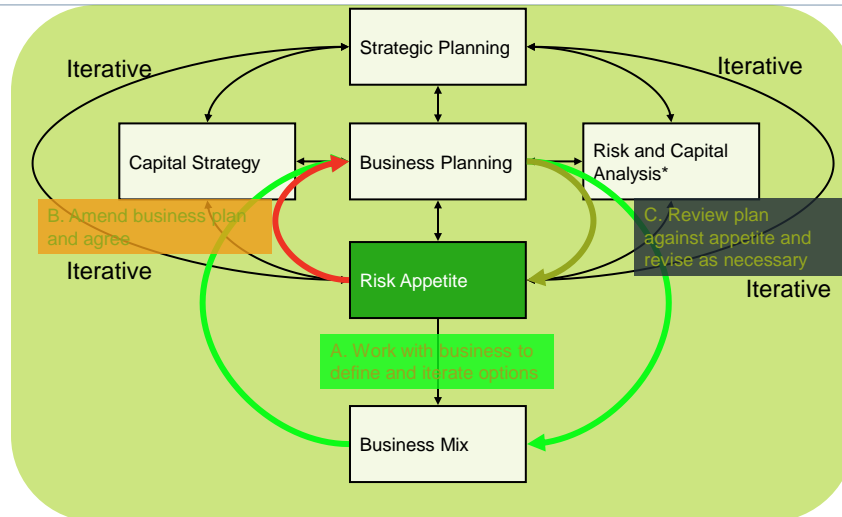 Strategic Planning
Iterative
Iterative
Capital Strategy
Business Planning
Risk and Capital
Analysis*
B. Amend business plan
and agree
C. Review plan
against appetite and
revise as necessary
Iterative
Risk Appetite
Iterative
A. Work with business to
define and iterate options
Business Mix